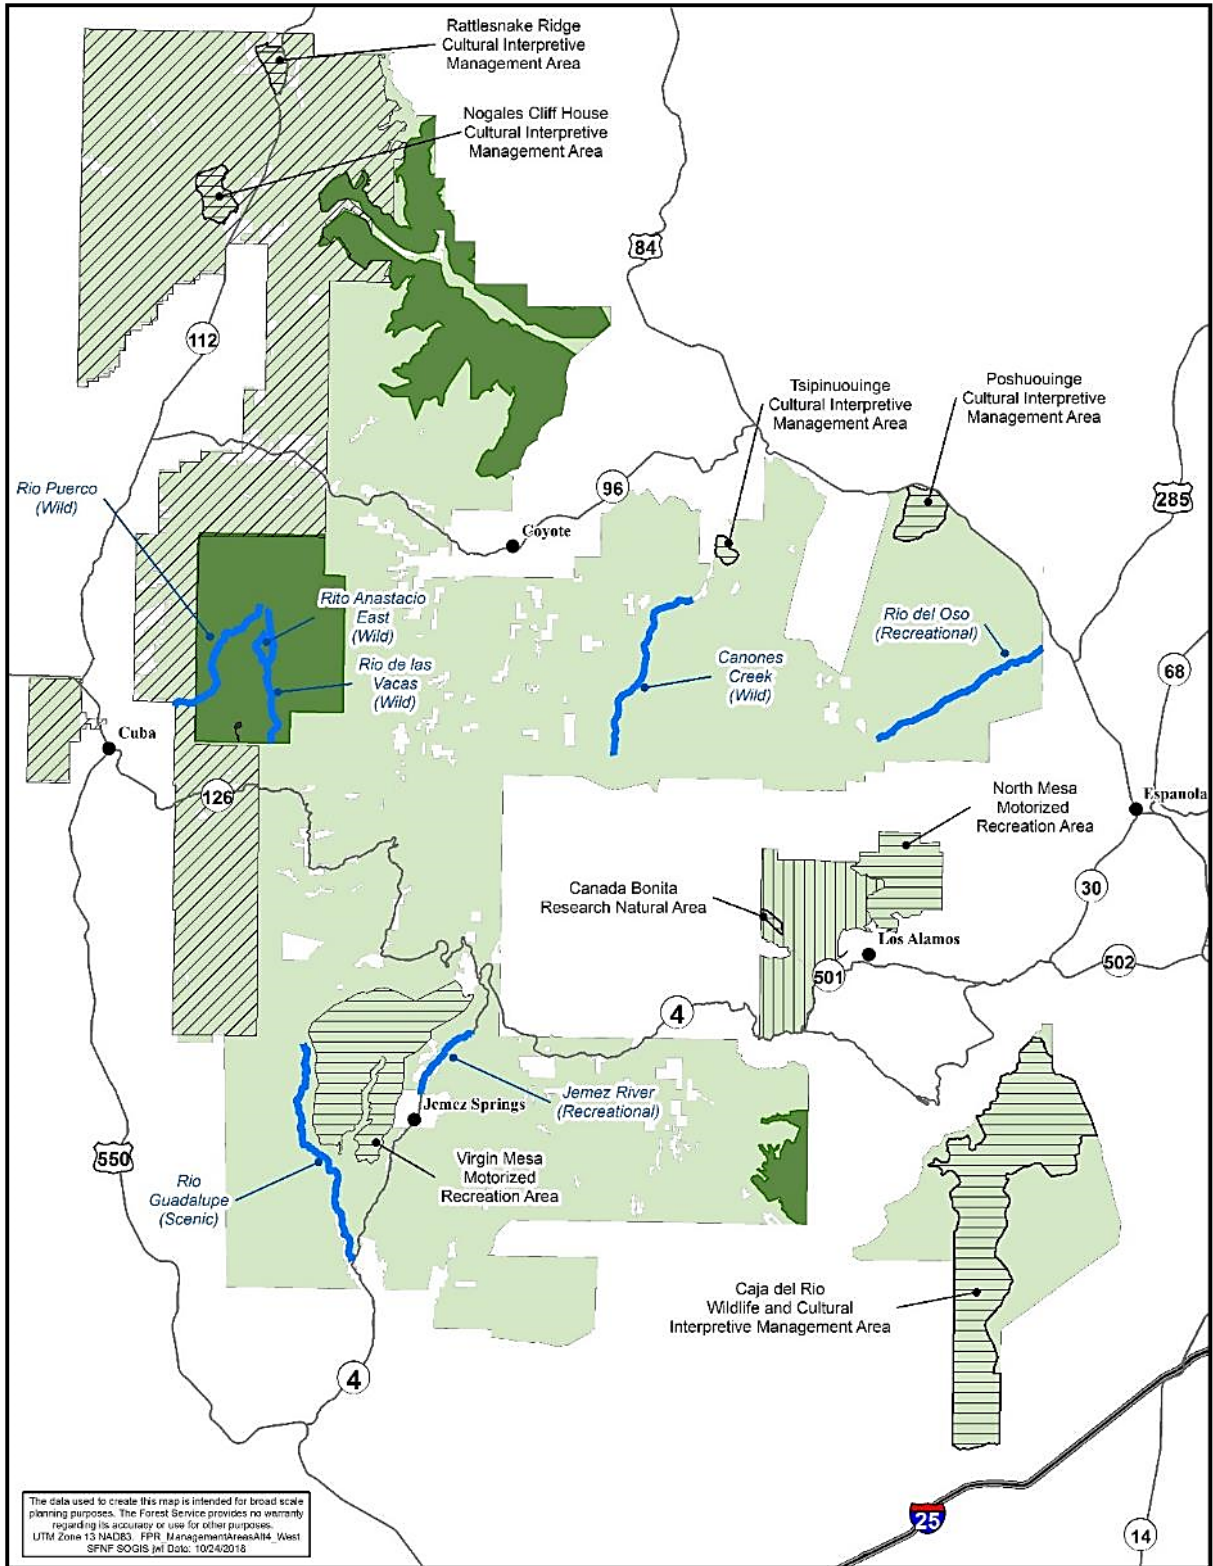 Rattlesnake Ridge
Cultural Interpretive
Management Area
Nogales Cliff House
Cultural Interpretive
Management Area
84
112
Tsipinuouinge
Cultural Interpretive
Management Area
Poshuouinge
Cultural Interpretive
Management Area
Rio Puerco
(Wild)
96
285
Coyote
Rito Anastacio
East
(Wild)
Rio del Oso
(Recreational)
Rio de las
Vacas
(Wild)
Canones
Creek
(Wild)
68
Cuba
126
North Mesa
Motorized
Recreation Area
Espanola
Canada Bonita
Research Natural Area
30
Los Alamos
501
502
4
Jemez River
(Recreational)
Jemez Springs
550
Virgin Mesa
Motorized
Recreation Area
Rio
Guadalupe
(Scenic)
Caja del Rio
Wildlife and Cultural
Interpretive Management Area
4
25
14
The data used to create this map is intended for broad scale
planning purposes. The Forest Service provides no warranty
regarding its accuracy or use for other purposes.
UTM Zone 13 NAD83. FPR_ManagementAreasAlt4_West
SFNF SOGIS jwl Date: 10/24/2018